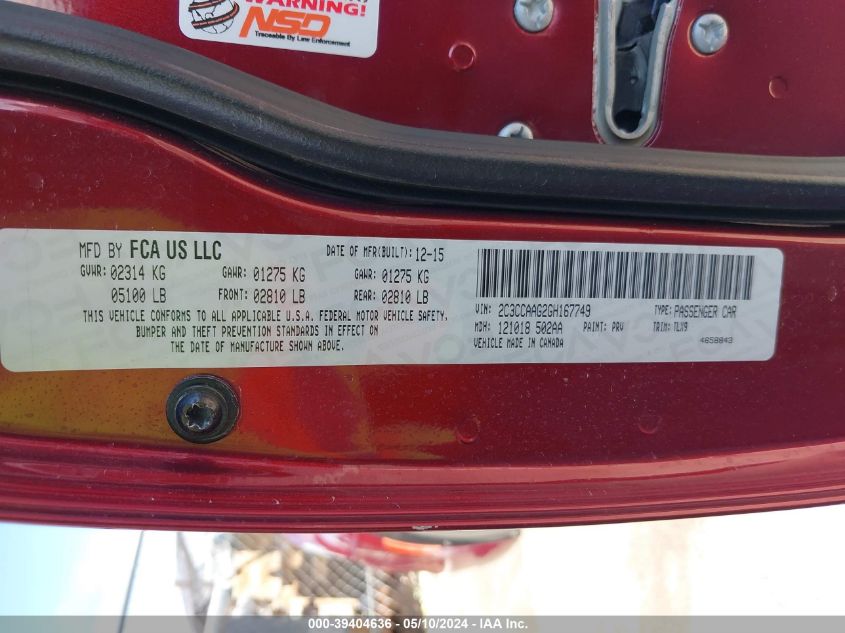 WARNING!
NSD
Traceable By Law Enforcement
MFD BY FCA US LLC
DATE OF MFR(BUILT): 12-15
GVWR: 02314 KG GAWR: 01275 KG GAWR: 01275 KG
05100 LB FRONT: 02810 LB REAR: 02810 LB
THIS VEHICLE CONFORMS TO ALL APPLICABLE U.S.A. FEDERAL MOTOR VEHICLE SAFETY,
BUMPER AND THEFT PREVENTION STANDARDS IN EFFECT ON
THE DATE OF MANUFACTURE SHOWN ABOVE.
VIN: 2C3CCAAG2GH167749 TYPE: PASSENGER CAR
MDH: 121018 502AA PAINT: PRV TRIM: TLX9
VEHICLE MADE IN CANADA 4658843
000-39404636 - 05/10/2024 - IAA Inc.